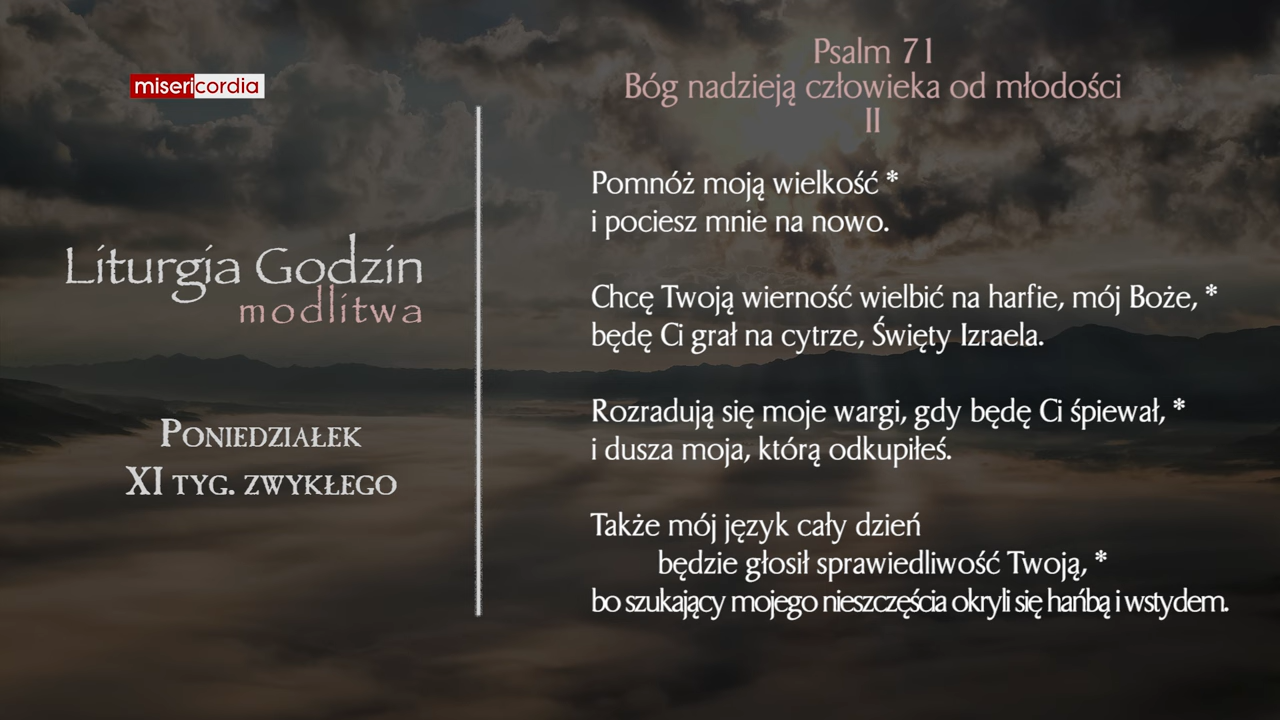 misericordia
Liturgia Godzin
modlitwa
Poniedziałek
XI tyg. zwykłego
Psalm 71
Bóg nadzieją człowieka od młodości
II
Pomnóż moją wielkość *
i pociesz mnie na nowo.
Chcę Twoją wierność wielbić na harfie, mój Boże, *
będę Ci grał na cytrze, Święty Izraela.
Rozradują się moje wargi, gdy będę Ci śpiewał, *
i dusza moja, którą odkupiłeś.
Także mój język cały dzień
będzie głosił sprawiedliwość Twoją, *
bo szukający mojego nieszczęścia okryli się hańbą i wstydem.